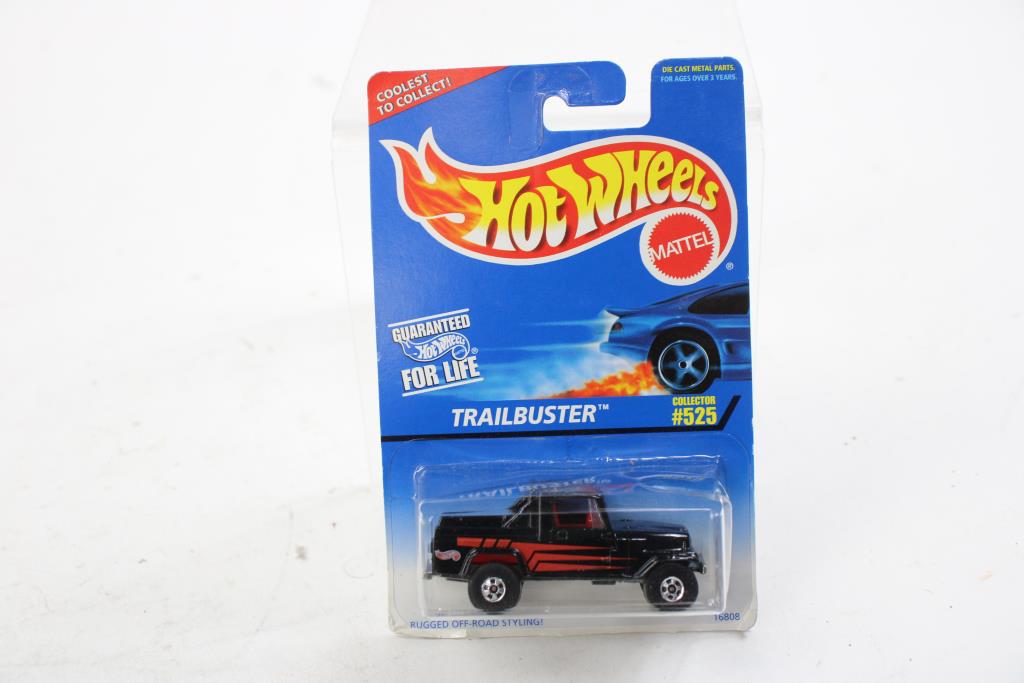 COOLEST
TO COLLECT!
DIE CAST METAL PARTS.
FOR AGES OVER 3 YEARS.
HOT WHEELS
MATTEL
®
GUARANTEED
HOT WHEELS®
FOR LIFE
TRAILBUSTER™
COLLECTOR
#525
TRAILBUSTER
RUGGED OFF-ROAD STYLING!
16808